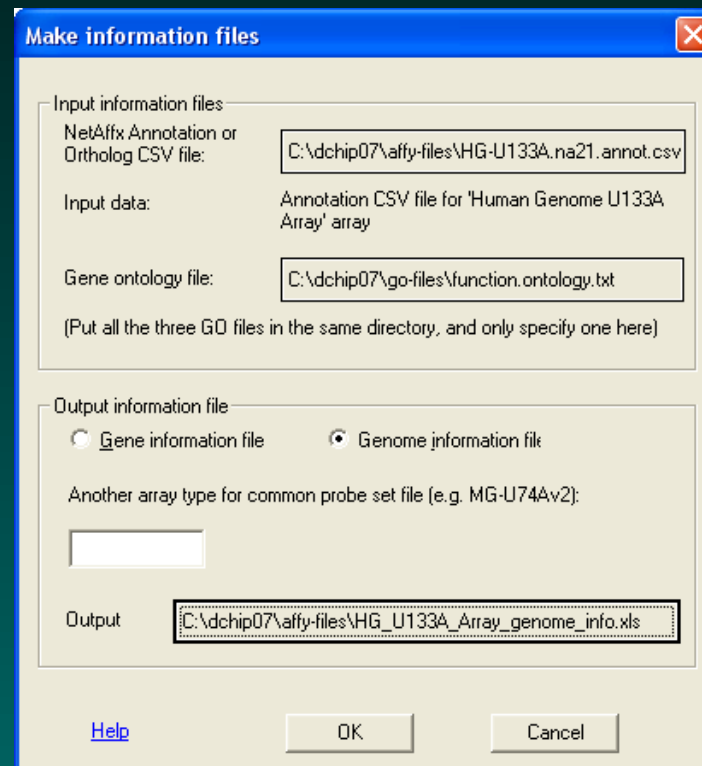 Make information files
Input information files
NetAffx Annotation or
Ortholog CSV file:
C:\dchip07\affy-files\HG-U133A.na21.annot.csv
Input data:
Annotation CSV file for 'Human Genome U133A
Array' array
Gene ontology file:
C:\dchip07\go-files\function.ontology.txt
(Put all the three GO files in the same directory, and only specify one here)
Output information file
Gene information file
Genome information file
Another array type for common probe set file (e.g. MG-U74Av2):
Output
C:\dchip07\affy-files\HG_U133A_Array_genome_info.xls
Help
OK
Cancel